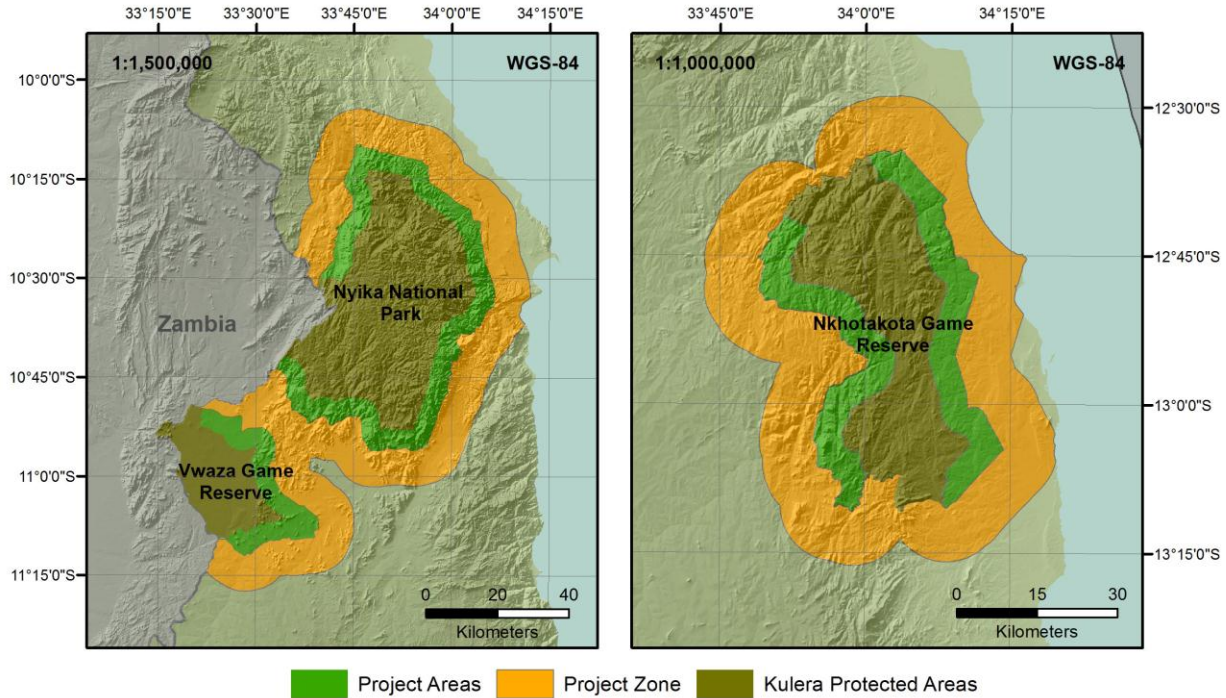 33°15'0"E 33°30'0"E 33°45'0"E 34°0'0"E 34°15'0"E
1:1,500,000 WGS-84
10°0'0"S
10°15'0"S
10°30'0"S
10°45'0"S
11°0'0"S
11°15'0"S
Zambia
Nyika National
Park
Vwaza Game
Reserve
0 20 40
Kilometers
33°45'0"E 34°0'0"E 34°15'0"E
1:1,000,000 WGS-84
12°30'0"S
12°45'0"S
13°0'0"S
13°15'0"S
Nkhotakota Game
Reserve
0 15 30
Kilometers
Project Areas Project Zone Kulera Protected Areas